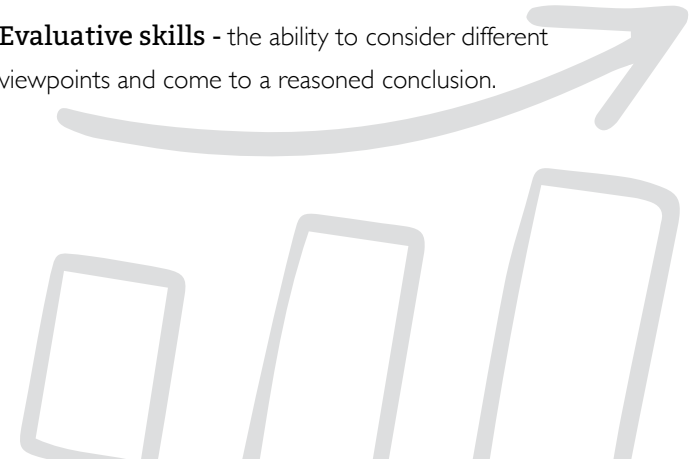 Evaluative skills - the ability to consider different
viewpoints and come to a reasoned conclusion.